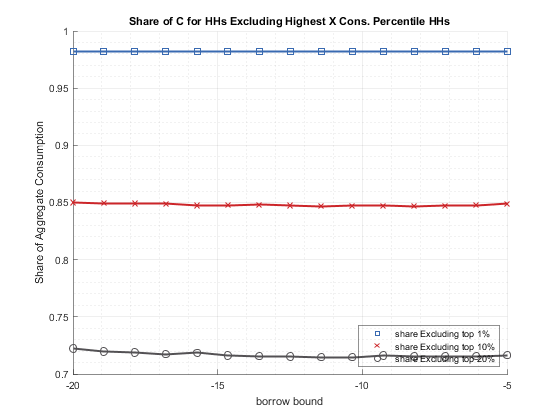 Share of C for HHs Excluding Highest X Cons. Percentile HHs
1
0.95
0.9
0.85
0.8
0.75
0.7
Share of Aggregate Consumption
share Excluding top 1%
share Excluding top 10%
share Excluding top 20%
-20
-15
-10
-5
borrow bound